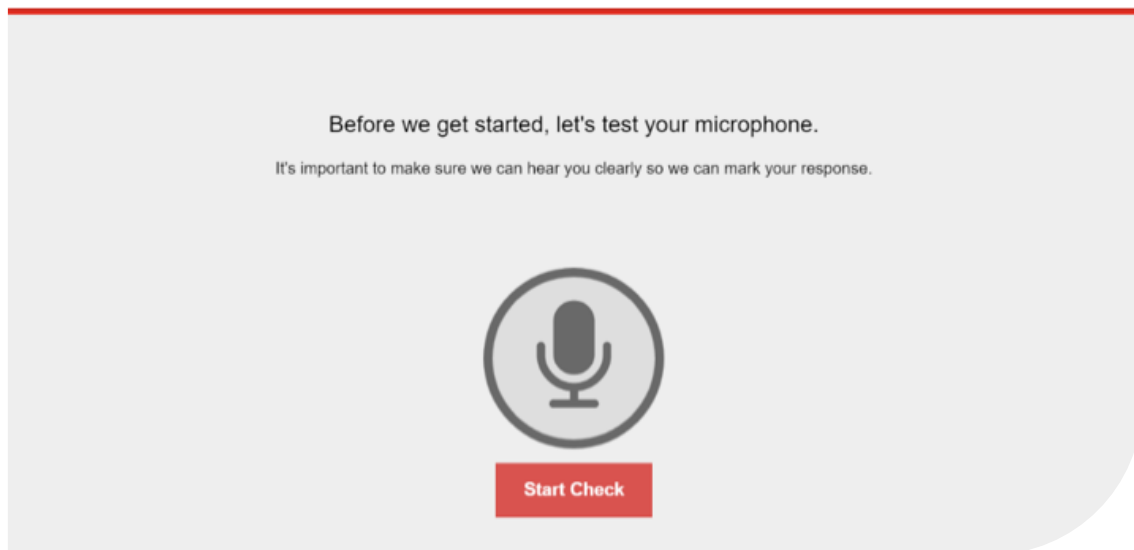 Before we get started, let's test your microphone.
It's important to make sure we can hear you clearly so we can mark your response.
Start Check